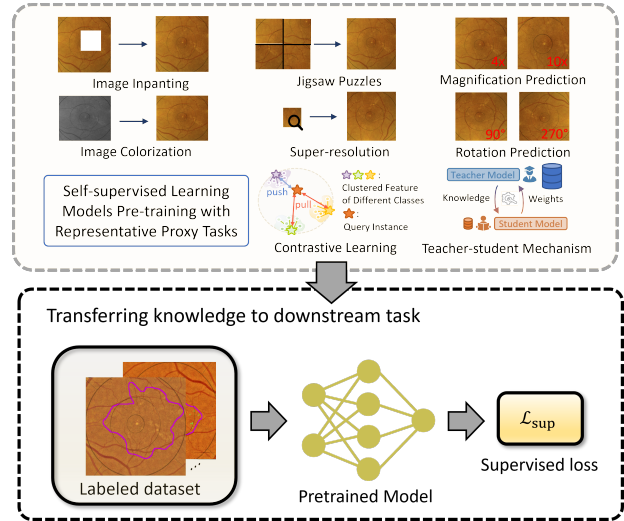 Image Inpanting
Jigsaw Puzzles
4x
10x
Magnification Prediction
Image Colorization
Super-resolution
90°
270°
Rotation Prediction
Self-supervised Learning
Models Pre-training with
Representative Proxy Tasks
push
pull
: Clustered Feature
of Different Classes
:
Query Instance
Contrastive Learning
Teacher Model
Knowledge
Weights
Student Model
Teacher-student Mechanism
Transferring knowledge to downstream task
Labeled dataset
Pretrained Model
ℒsup
Supervised loss